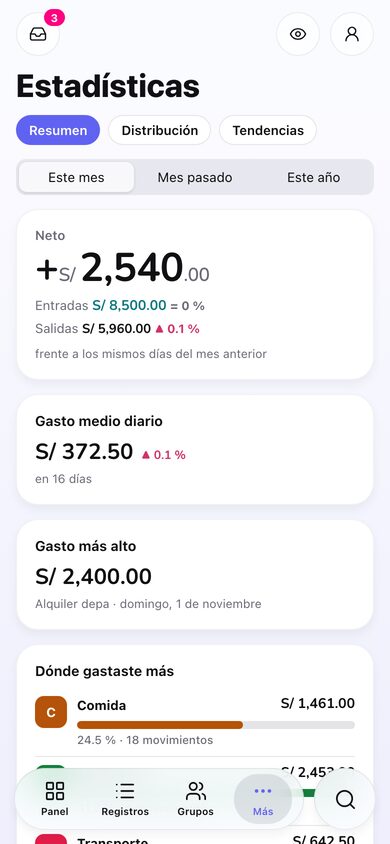 3
Estadísticas
Resumen
Distribución
Tendencias
Este mes
Mes pasado
Este año
Neto
+S/ 2,540.00
Entradas S/ 8,500.00 = 0 %
Salidas S/ 5,960.00 ▲ 0.1 %
frente a los mismos días del mes anterior
Gasto medio diario
S/ 372.50 ▲ 0.1 %
en 16 días
Gasto más alto
S/ 2,400.00
Alquiler depa · domingo, 1 de noviembre
Dónde gastaste más
C
Comida
S/ 1,461.00
24.5 % · 18 movimientos
Panel
Registros
Grupos
Más
Transporte
S/ 642.50